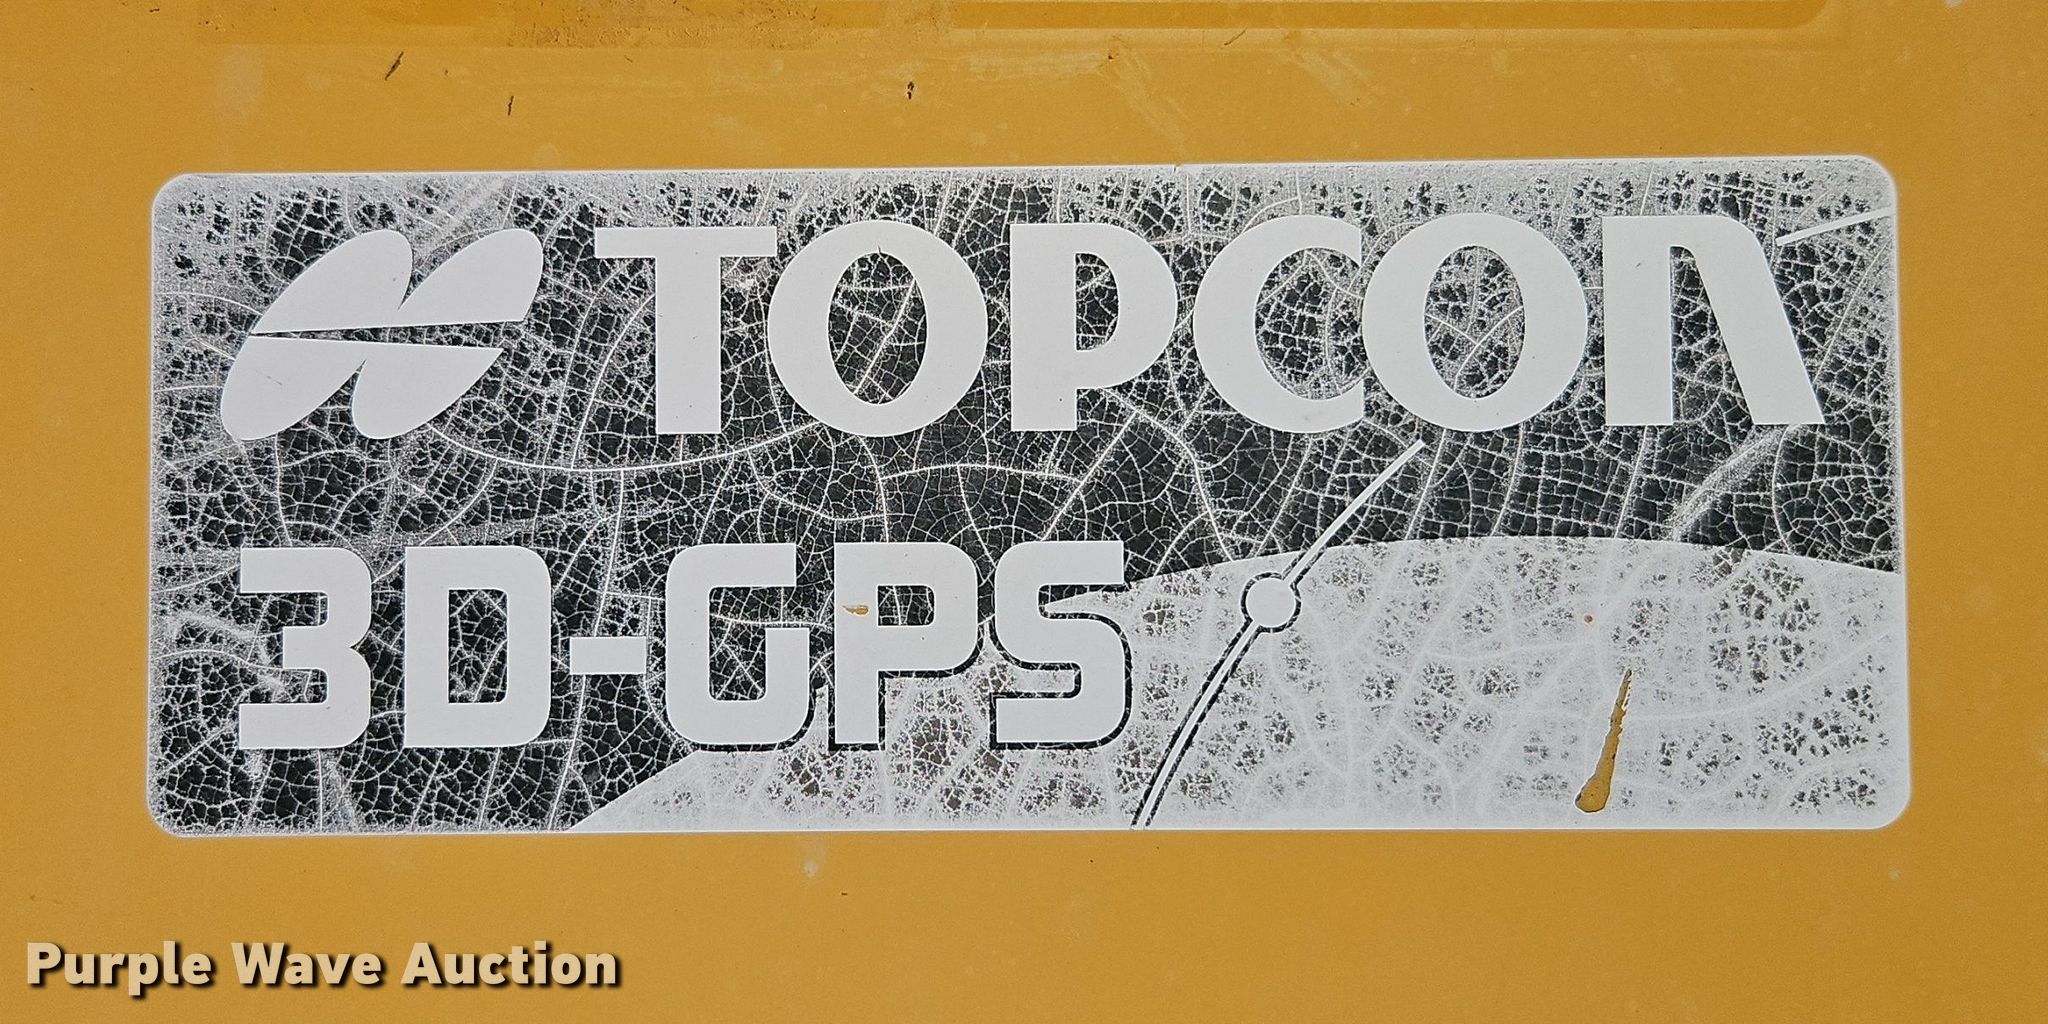 TOPCON
3D-GPS
Purple Wave Auction